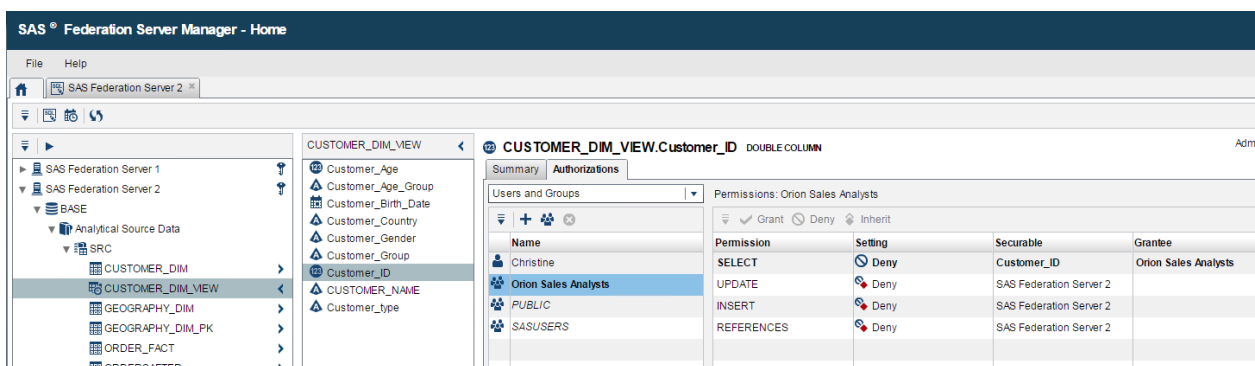 SAS ® Federation Server Manager - Home
File Help
SAS Federation Server 2
SAS Federation Server 1
SAS Federation Server 2
BASE
Analytical Source Data
SRC
CUSTOMER_DIM
CUSTOMER_DIM_VIEW
GEOGRAPHY_DIM
GEOGRAPHY_DIM_PK
ORDER_FACT
CUSTOMER_DIM_VIEW
Customer_Age
Customer_Age_Group
Customer_Birth_Date
Customer_Country
Customer_Gender
Customer_Group
Customer_ID
CUSTOMER_NAME
Customer_type
CUSTOMER_DIM_VIEW.Customer_ID DOUBLE COLUMN Adm
Summary Authorizations
Users and Groups
Name
Christine
Orion Sales Analysts
PUBLIC
SASUSERS
Permissions: Orion Sales Analysts
Grant Deny Inherit
Permission Setting Securable Grantee
SELECT Deny Customer_ID Orion Sales Analysts
UPDATE Deny SAS Federation Server 2
INSERT Deny SAS Federation Server 2
REFERENCES Deny SAS Federation Server 2